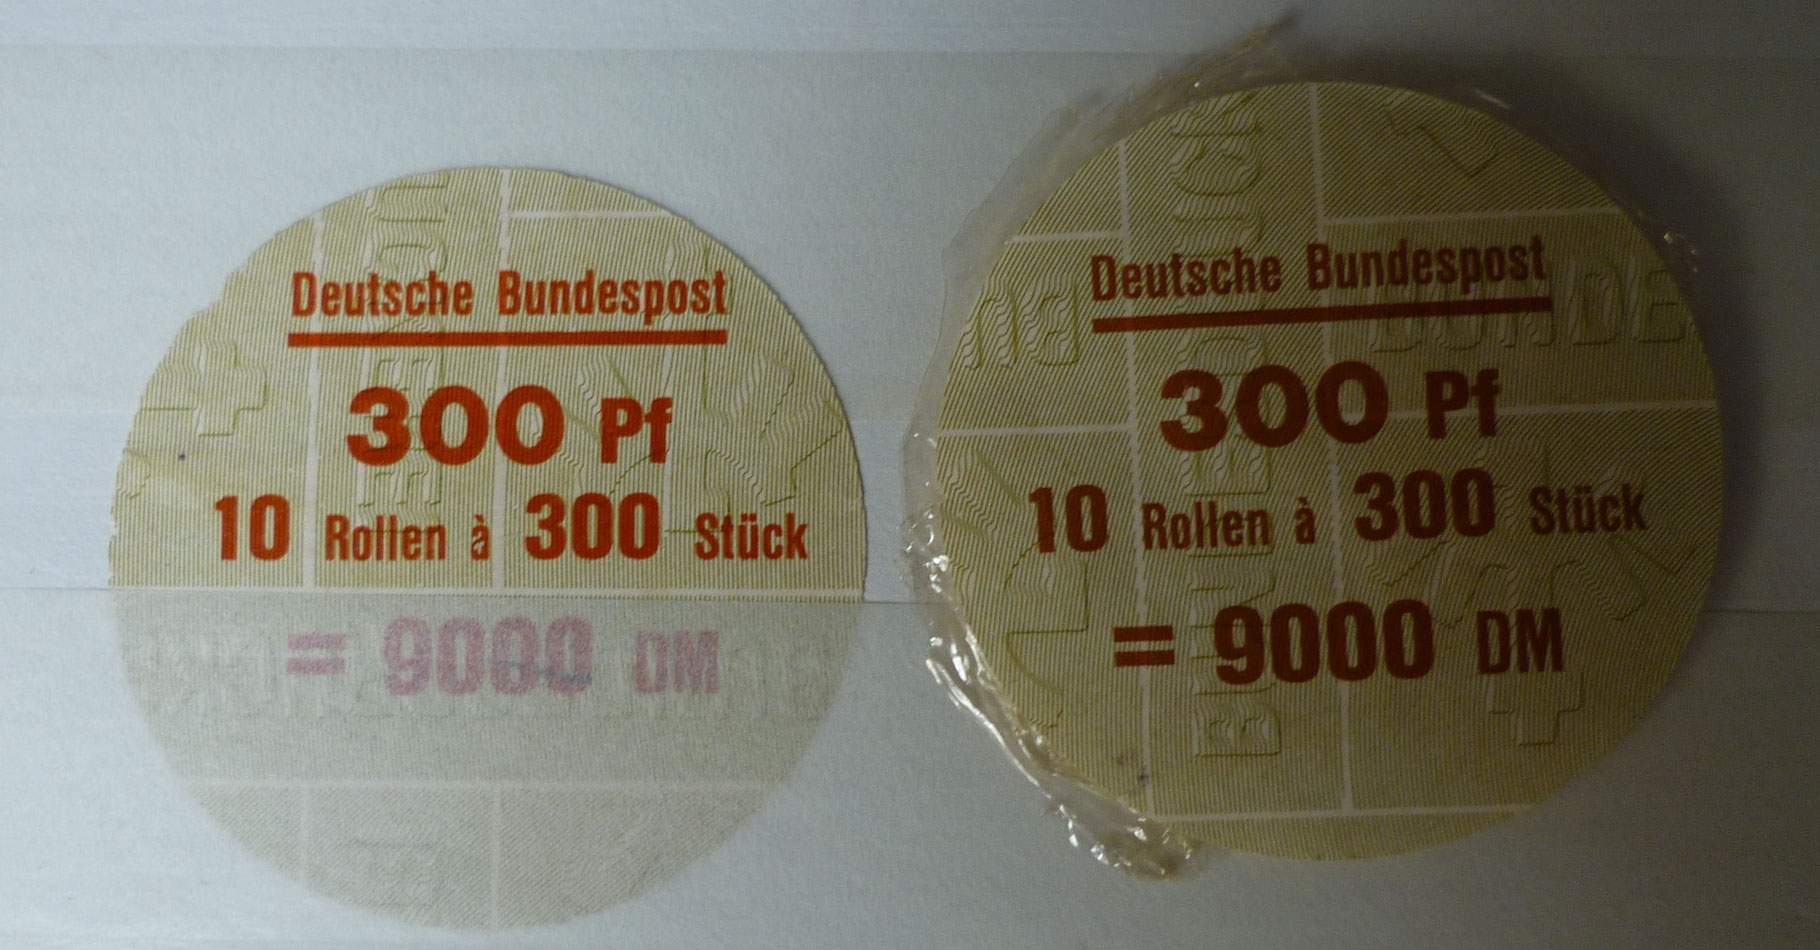 Deutsche Bundespost
300 Pf
10 Rollen à 300 Stück
= 9000 DM
Deutsche Bundespost
300 Pf
10 Rollen à 300 Stück
= 9000 DM